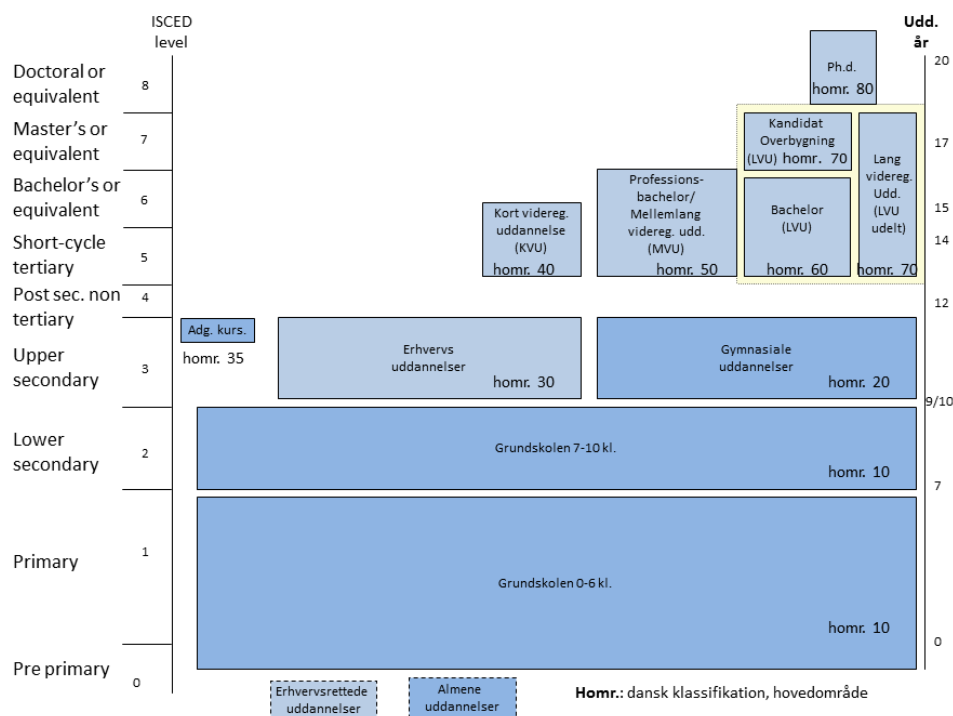 ISCED
level
Udd.
år
20
Doctoral or
equivalent
8
Ph.d.
homr. 80
Master's or
equivalent
7
Kandidat
Overbygning
(LVU) homr. 70
17
Lang
videreg.
Udd.
(LVU
udelt)
homr. 70
Bachelor's or
equivalent
6
Professions-
bachelor/
Mellemlang
videreg. udd.
(MVU)
homr. 50
Bachelor
(LVU)
homr. 60
15
Kort videreg.
uddannelse
(KVU)
homr. 40
14
Short-cycle
tertiary
5
Post sec. non
tertiary
4
12
Adg. kurs.
homr. 35
Upper
secondary
3
Erhvervs
uddannelser
homr. 30
Gymnasiale
uddannelser
homr. 20
9/10
Lower
secondary
2
Grundskolen 7-10 kl.
homr. 10
7
Primary
1
Grundskolen 0-6 kl.
homr. 10
0
Pre primary
0
Erhvervsrettede
uddannelser
Almene
uddannelser
Homr.: dansk klassifikation, hovedområde